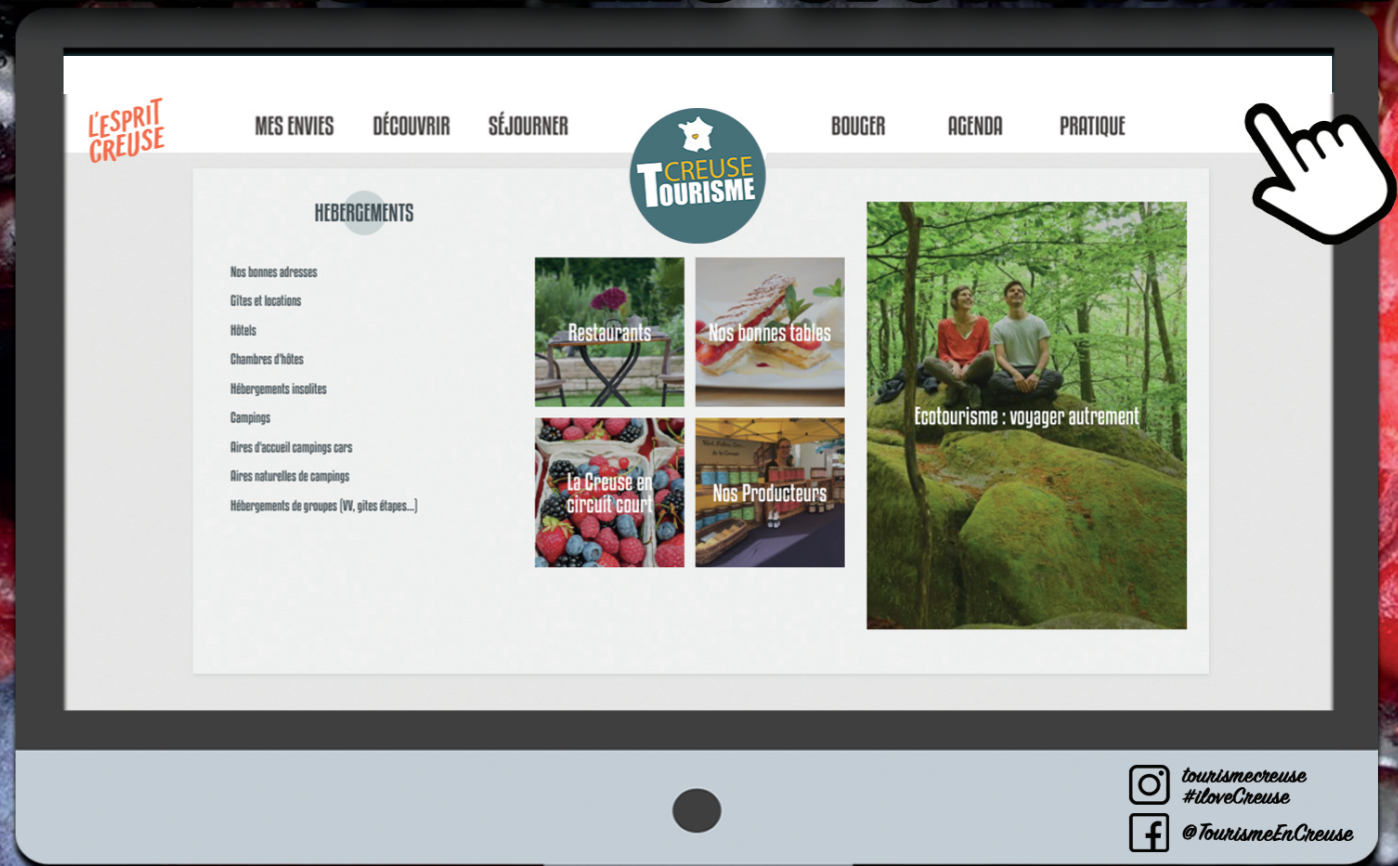 L'ESPRIT
CREUSE
MES ENVIES DÉCOUVRIR SÉJOURNER BOUGER AGENDA PRATIQUE
CREUSE
TOURISME
HEBERGEMENTS
Nos bonnes adresses
Gîtes et locations
Hôtels
Chambres d'hôtes
Hébergements insolites
Campings
Aires d'accueil campings cars
Aires naturelles de campings
Hébergements de groupes (VV, gites étapes...)
Restaurants
Nos bonnes tables
La Creuse en
circuit court
Nos Producteurs
Ecotourisme : voyager autrement
tourismecreuse
#iloveCreuse
@TourismeEnCreuse